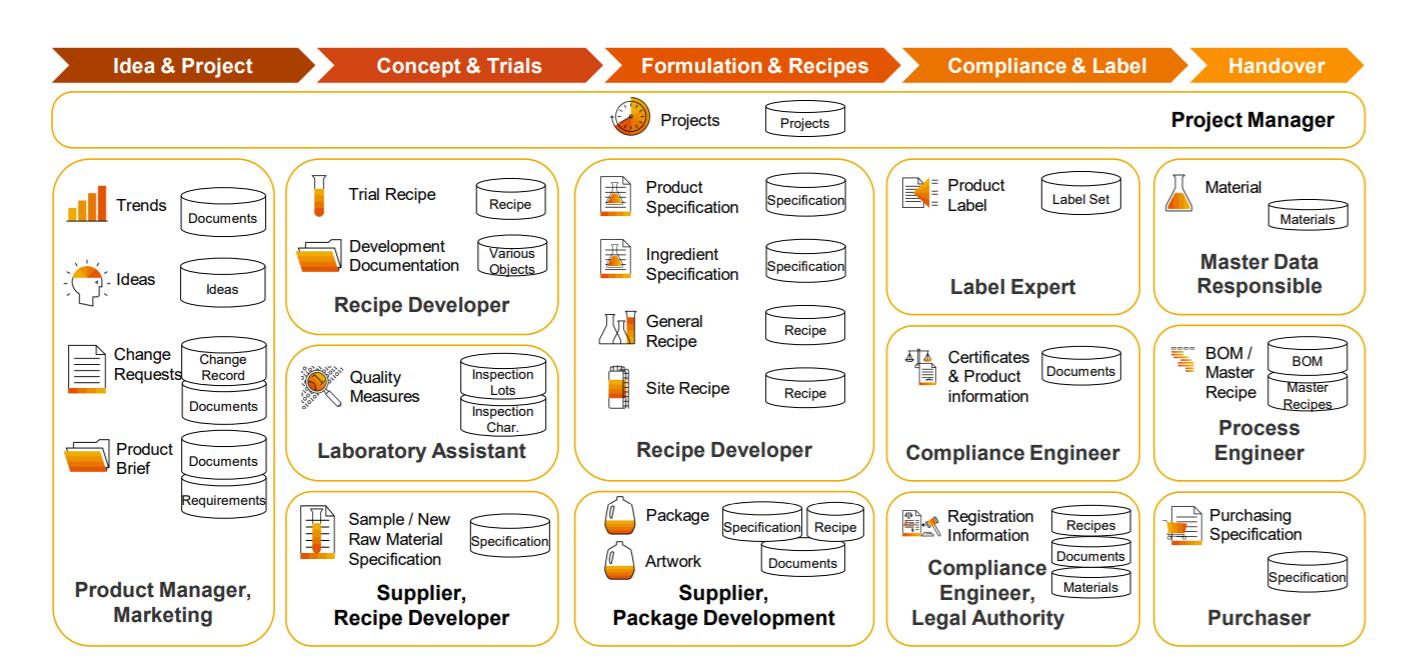 Idea & Project
Concept & Trials
Formulation & Recipes
Compliance & Label
Handover
Projects
Projects
Project Manager
Trends
Documents
Ideas
Ideas
Change
Requests
Change
Record
Documents
Product
Brief
Documents
Requirements
Product Manager,
Marketing
Trial Recipe
Recipe
Development
Documentation
Various
Objects
Recipe Developer
Quality
Measures
Inspection
Lots
Inspection
Char.
Laboratory Assistant
Sample / New
Raw Material
Specification
Specification
Supplier,
Recipe Developer
Product
Specification
Specification
Ingredient
Specification
Specification
General
Recipe
Recipe
Site Recipe
Recipe
Recipe Developer
Package
Specification
Recipe
Artwork
Documents
Supplier,
Package Development
Product
Label
Label Set
Label Expert
Certificates
& Product
information
Documents
Compliance Engineer
Registration
Information
Recipes
Documents
Materials
Compliance
Engineer,
Legal Authority
Material
Materials
Master Data
Responsible
BOM /
Master
Recipe
BOM
Master
Recipes
Process
Engineer
Purchasing
Specification
Specification
Purchaser